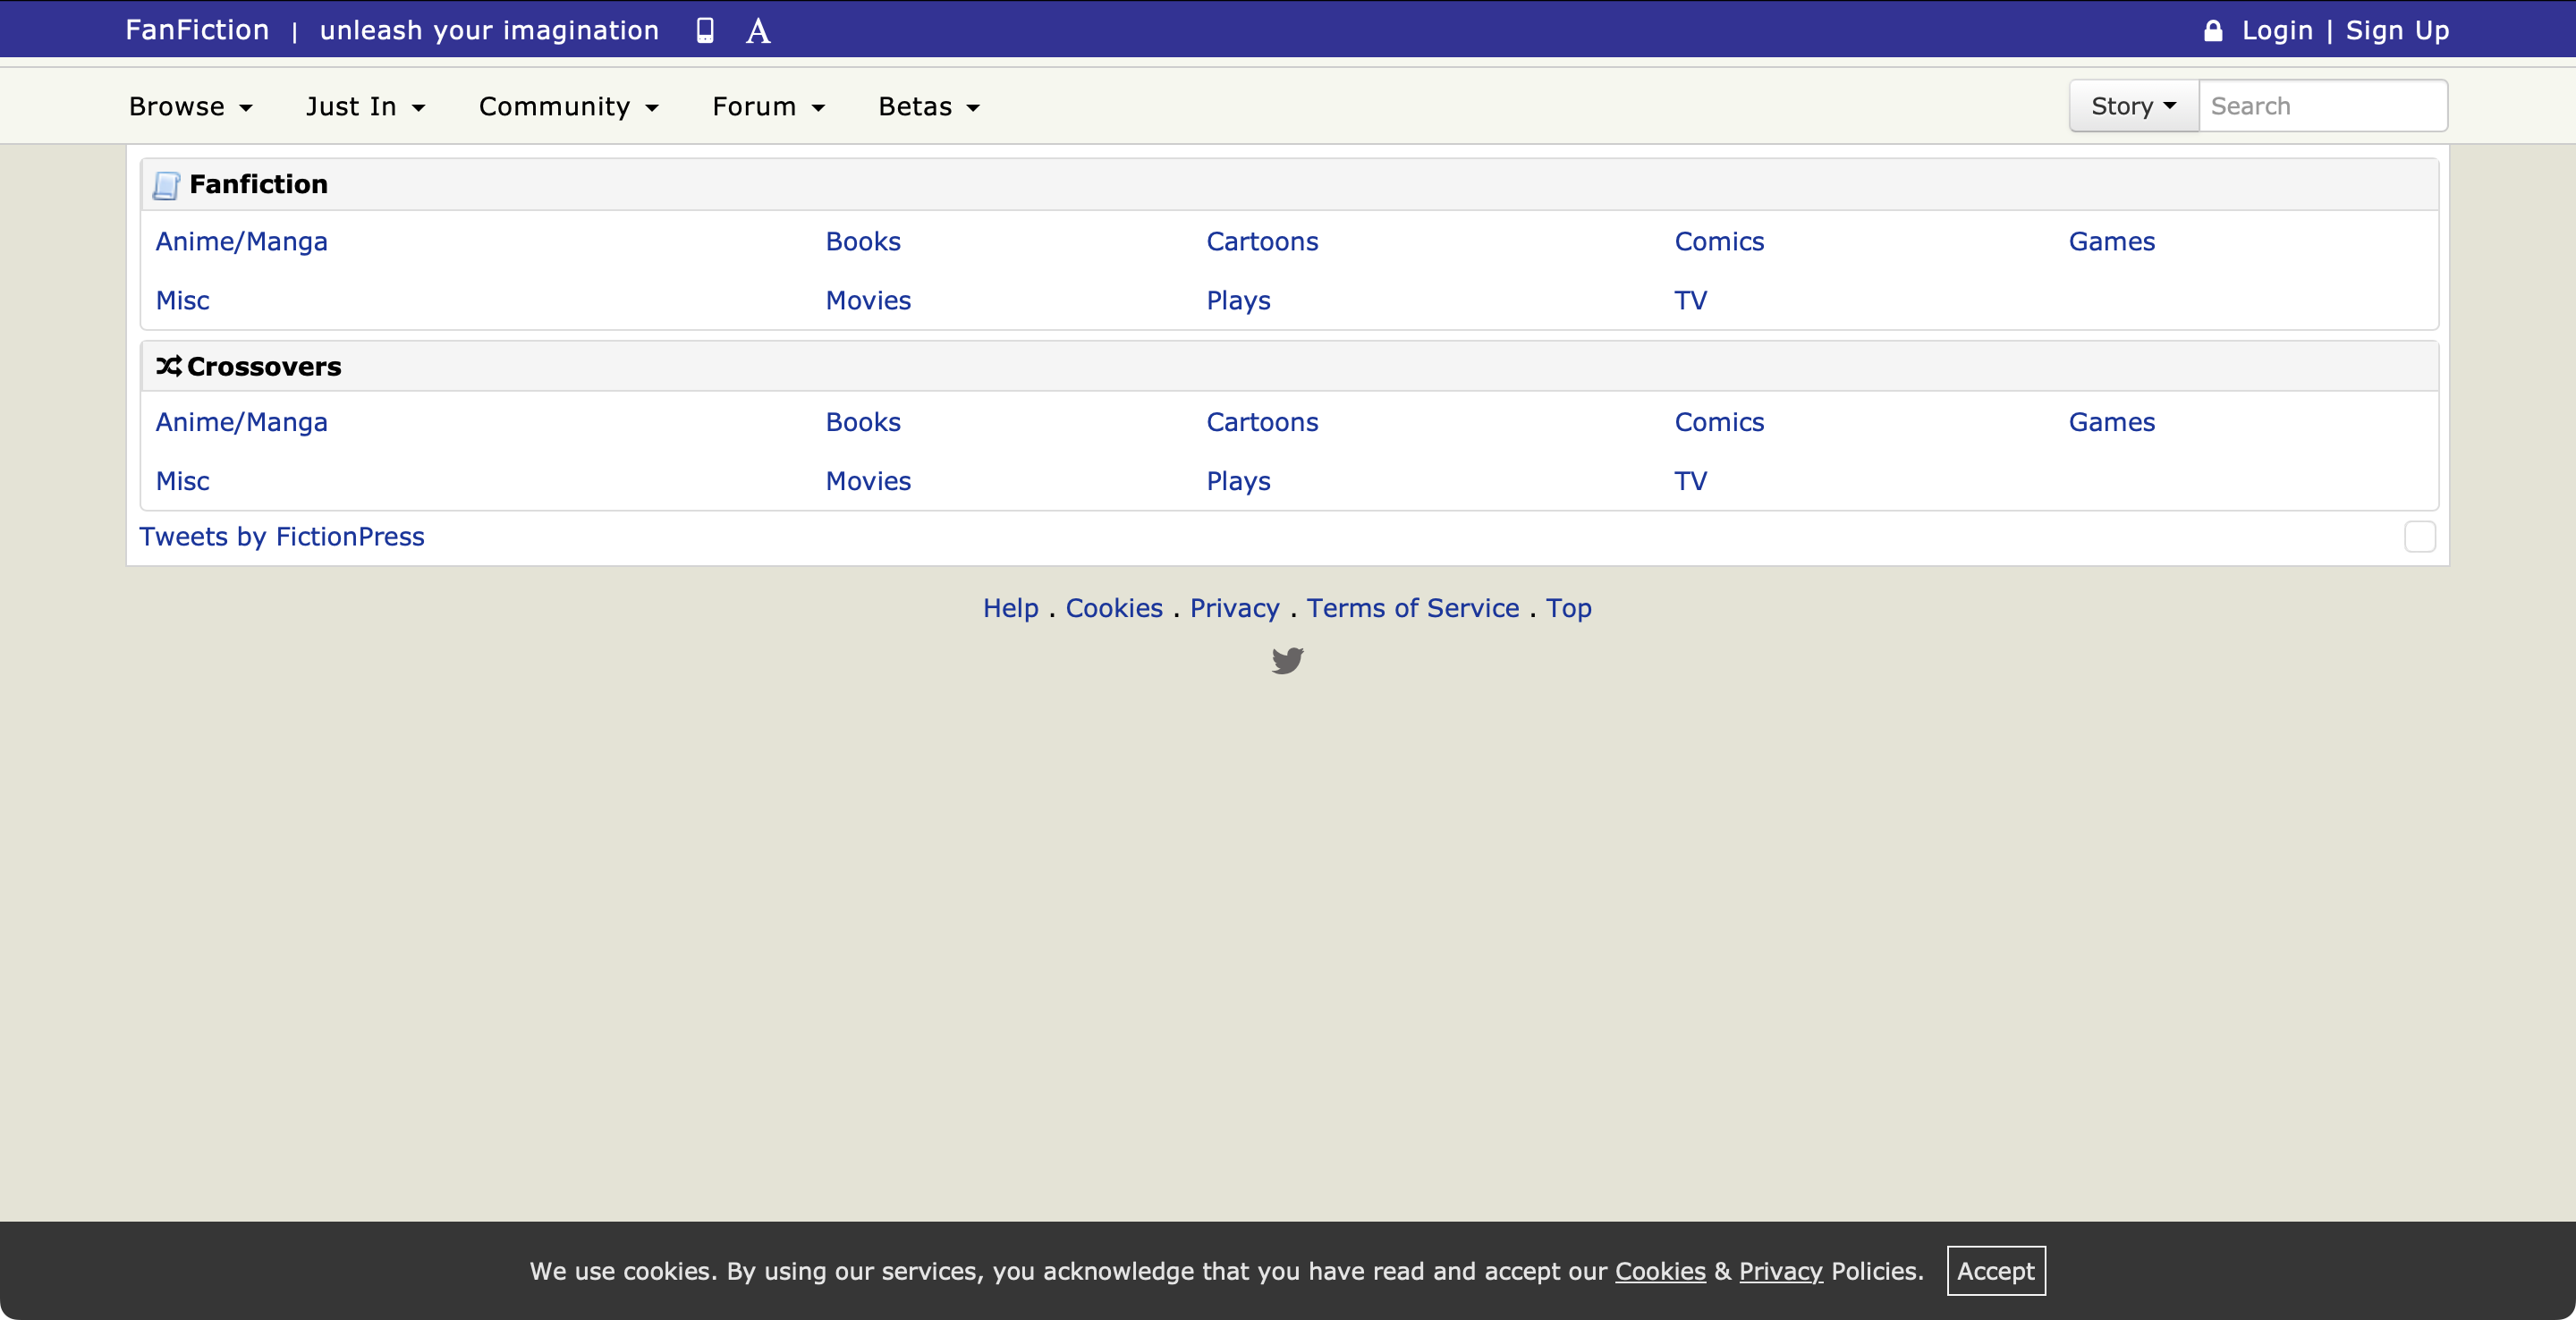 FanFiction | unleash your imagination A Login | Sign Up
Browse Just In Community Forum Betas Story Search
Fanfiction
Anime/Manga Books Cartoons Comics Games
Misc Movies Plays TV
Crossovers
Anime/Manga Books Cartoons Comics Games
Misc Movies Plays TV
Tweets by FictionPress
Help . Cookies . Privacy . Terms of Service . Top
We use cookies. By using our services, you acknowledge that you have read and accept our Cookies & Privacy Policies. Accept